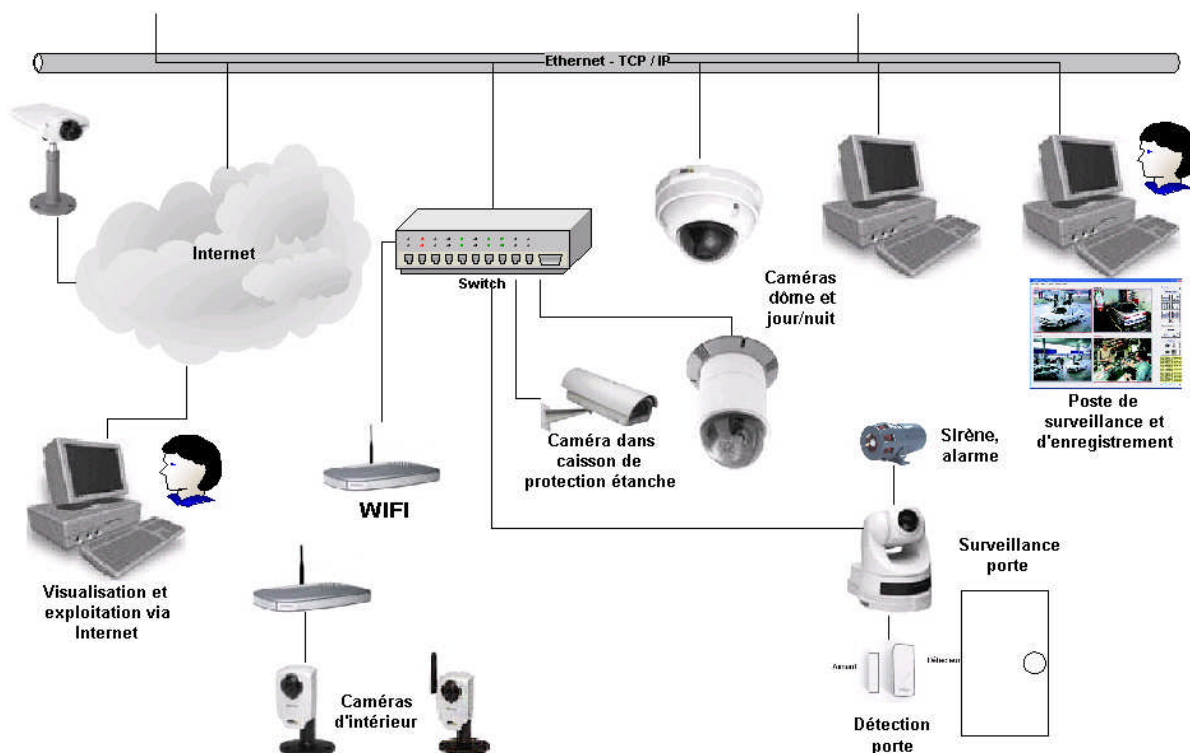 Ethernet - TCP / IP
Internet
Switch
Caméras
dôme et
jour/nuit
Poste de
surveillance et
d'enregistrement
Caméra dans
caisson de
protection étanche
Sirène,
alarme
WIFI
Visualisation et
exploitation via
Internet
Surveillance
porte
Aimant
Détecteur
Caméras
d'intérieur
Détection
porte